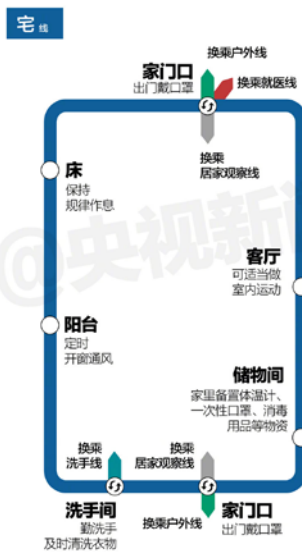 宅 线
换乘户外线
家门口
出门戴口罩
换乘就医线
换乘
居家观察线
床
保持
规律作息
@央视新闻
客厅
可适当做
室内运动
阳台
定时
开窗通风
储物间
家里备置体温计、
一次性口罩、消毒
用品等物资
换乘
洗手线
换乘
居家观察线
洗手间
勤洗手
及时清洗衣物
换乘户外线
家门口
出门戴口罩